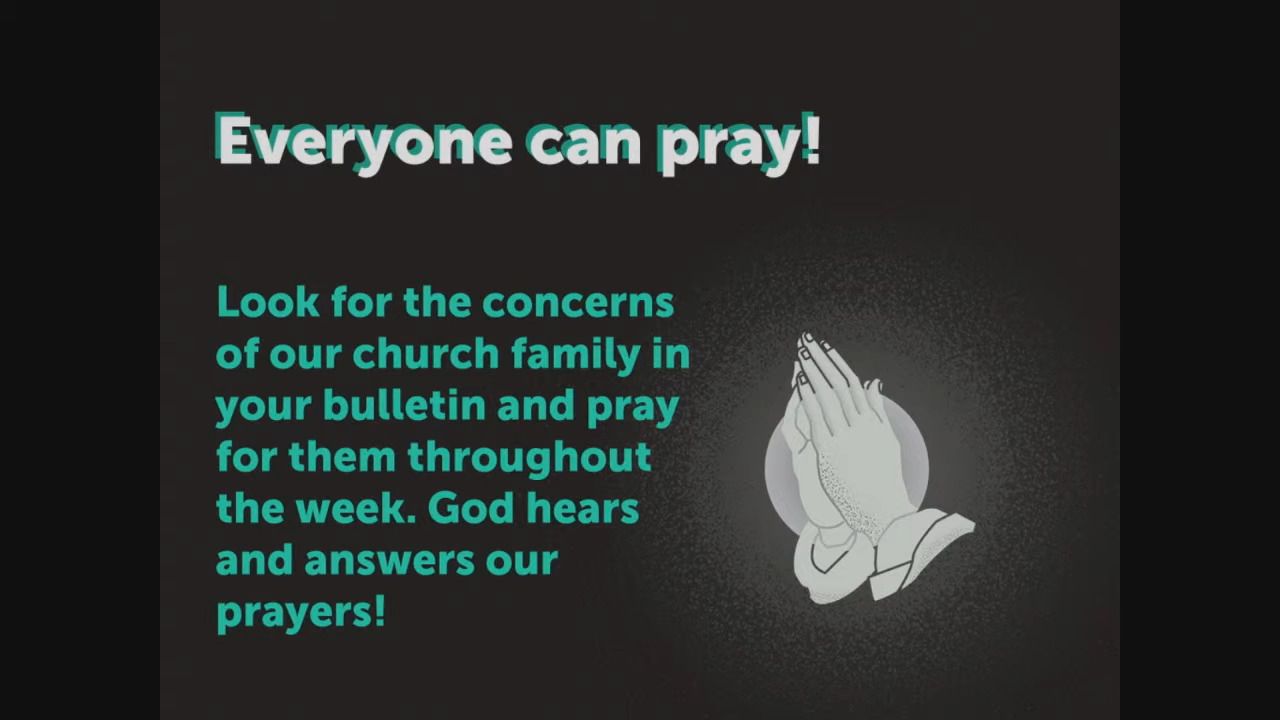 Everyone can pray!
Look for the concerns
of our church family in
your bulletin and pray
for them throughout
the week. God hears
and answers our
prayers!